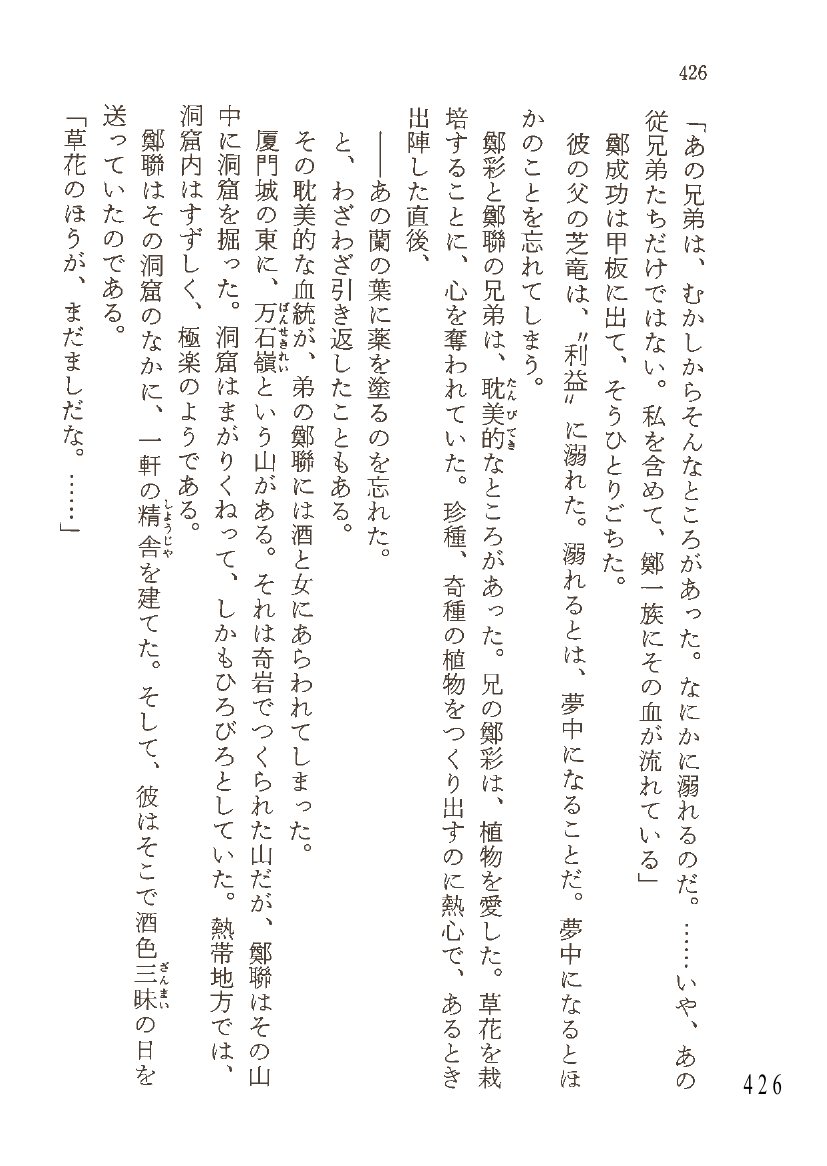 426
「あの兄弟は、むかしからそんなところがあった。なにかに溺れるのだ。……いや、あの
従兄弟たちだけではない。私を含めて、鄭一族にその血が流れている」
鄭成功は甲板に出て、そうひとりごちた。
彼の父の芝竜は、〝利益〟に溺れた。溺れるとは、夢中になることだ。夢中になるとほ
かのことを忘れてしまう。
鄭彩と鄭聯の兄弟は、耽美的なところがあった。兄の鄭彩は、植物を愛した。草花を栽
たんびてき
培することに、心を奪われていた。珍種、奇種の植物をつくり出すのに熱心で、あるとき
出陣した直後、
――あの蘭の葉に薬を塗るのを忘れた。
と、わざわざ引き返したこともある。
その耽美的な血統が、弟の鄭聯には酒と女にあらわれてしまった。
厦門城の東に、万石嶺という山がある。それは奇岩でつくられた山だが、鄭聯はその山
ばんせきれい
中に洞窟を掘った。洞窟はまがりくねって、しかもひろびろとしていた。熱帯地方では、
洞窟内はすずしく、極楽のようである。
鄭聯はその洞窟のなかに、一軒の精舎を建てた。そして、彼はそこで酒色三昧の日を
しようじや
ざんまい
送っていたのである。
「草花のほうが、まだましだな。……」
426